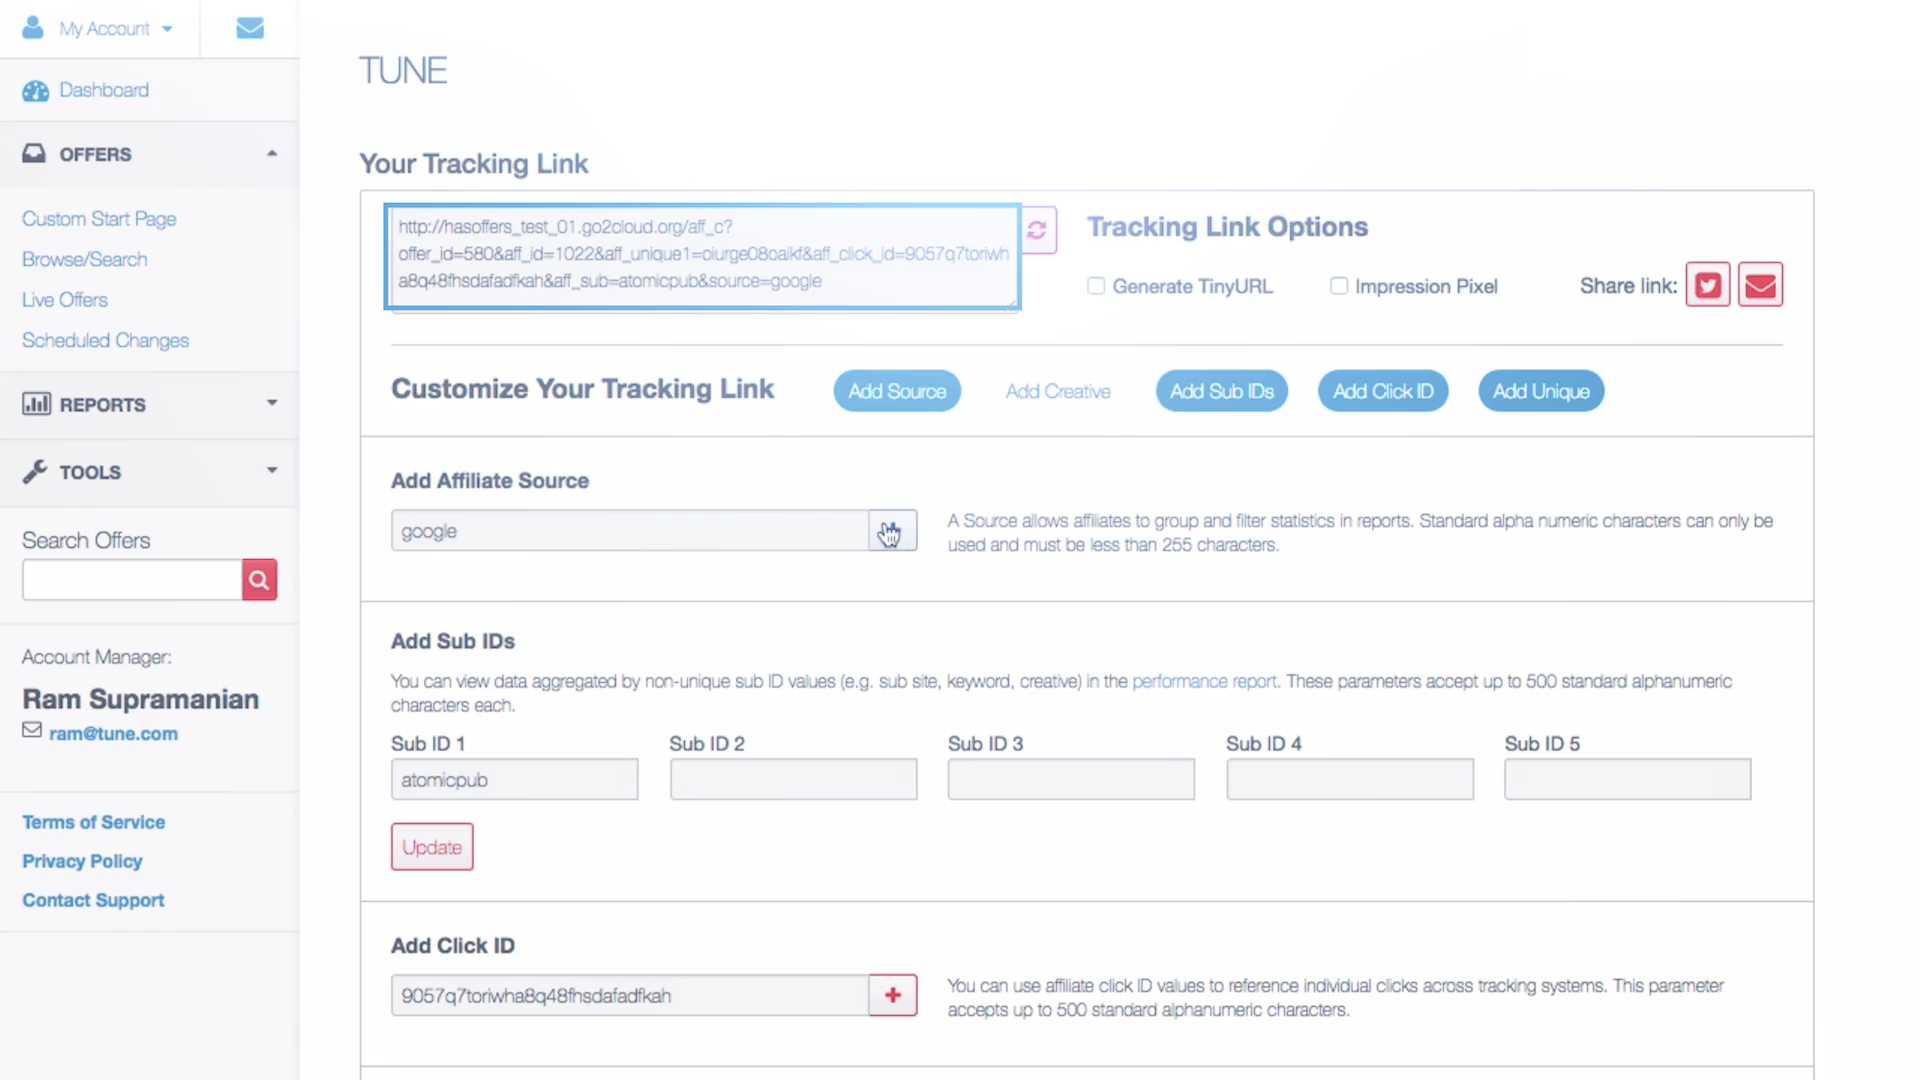 My Account
Dashboard
OFFERS
Custom Start Page
Browse/Search
Live Offers
Scheduled Changes
REPORTS
TOOLS
Search Offers
Account Manager:
Ram Supramanian
ram@tune.com
Terms of Service
Privacy Policy
Contact Support
TUNE
Your Tracking Link
http://hasoffers_test_01.go2cloud.org/aff_c?
offer_id=580&aff_id=1022&aff_unique1=oiurge08oaikf&aff_click_id=9057q7toriwh
a8q48fhsdafadfkah&aff_sub=atomicpub&source=google
Tracking Link Options
Generate TinyURL
Impression Pixel
Share link:
Customize Your Tracking Link
Add Source
Add Creative
Add Sub IDs
Add Click ID
Add Unique
Add Affiliate Source
google
A Source allows affiliates to group and filter statistics in reports. Standard alpha numeric characters can only be
used and must be less than 255 characters.
Add Sub IDs
You can view data aggregated by non-unique sub ID values (e.g. sub site, keyword, creative) in the performance report. These parameters accept up to 500 standard alphanumeric
characters each.
Sub ID 1
Sub ID 2
Sub ID 3
Sub ID 4
Sub ID 5
atomicpub
Update
Add Click ID
9057q7toriwha8q48fhsdafadfkah
You can use affiliate click ID values to reference individual clicks across tracking systems. This parameter
accepts up to 500 standard alphanumeric characters.